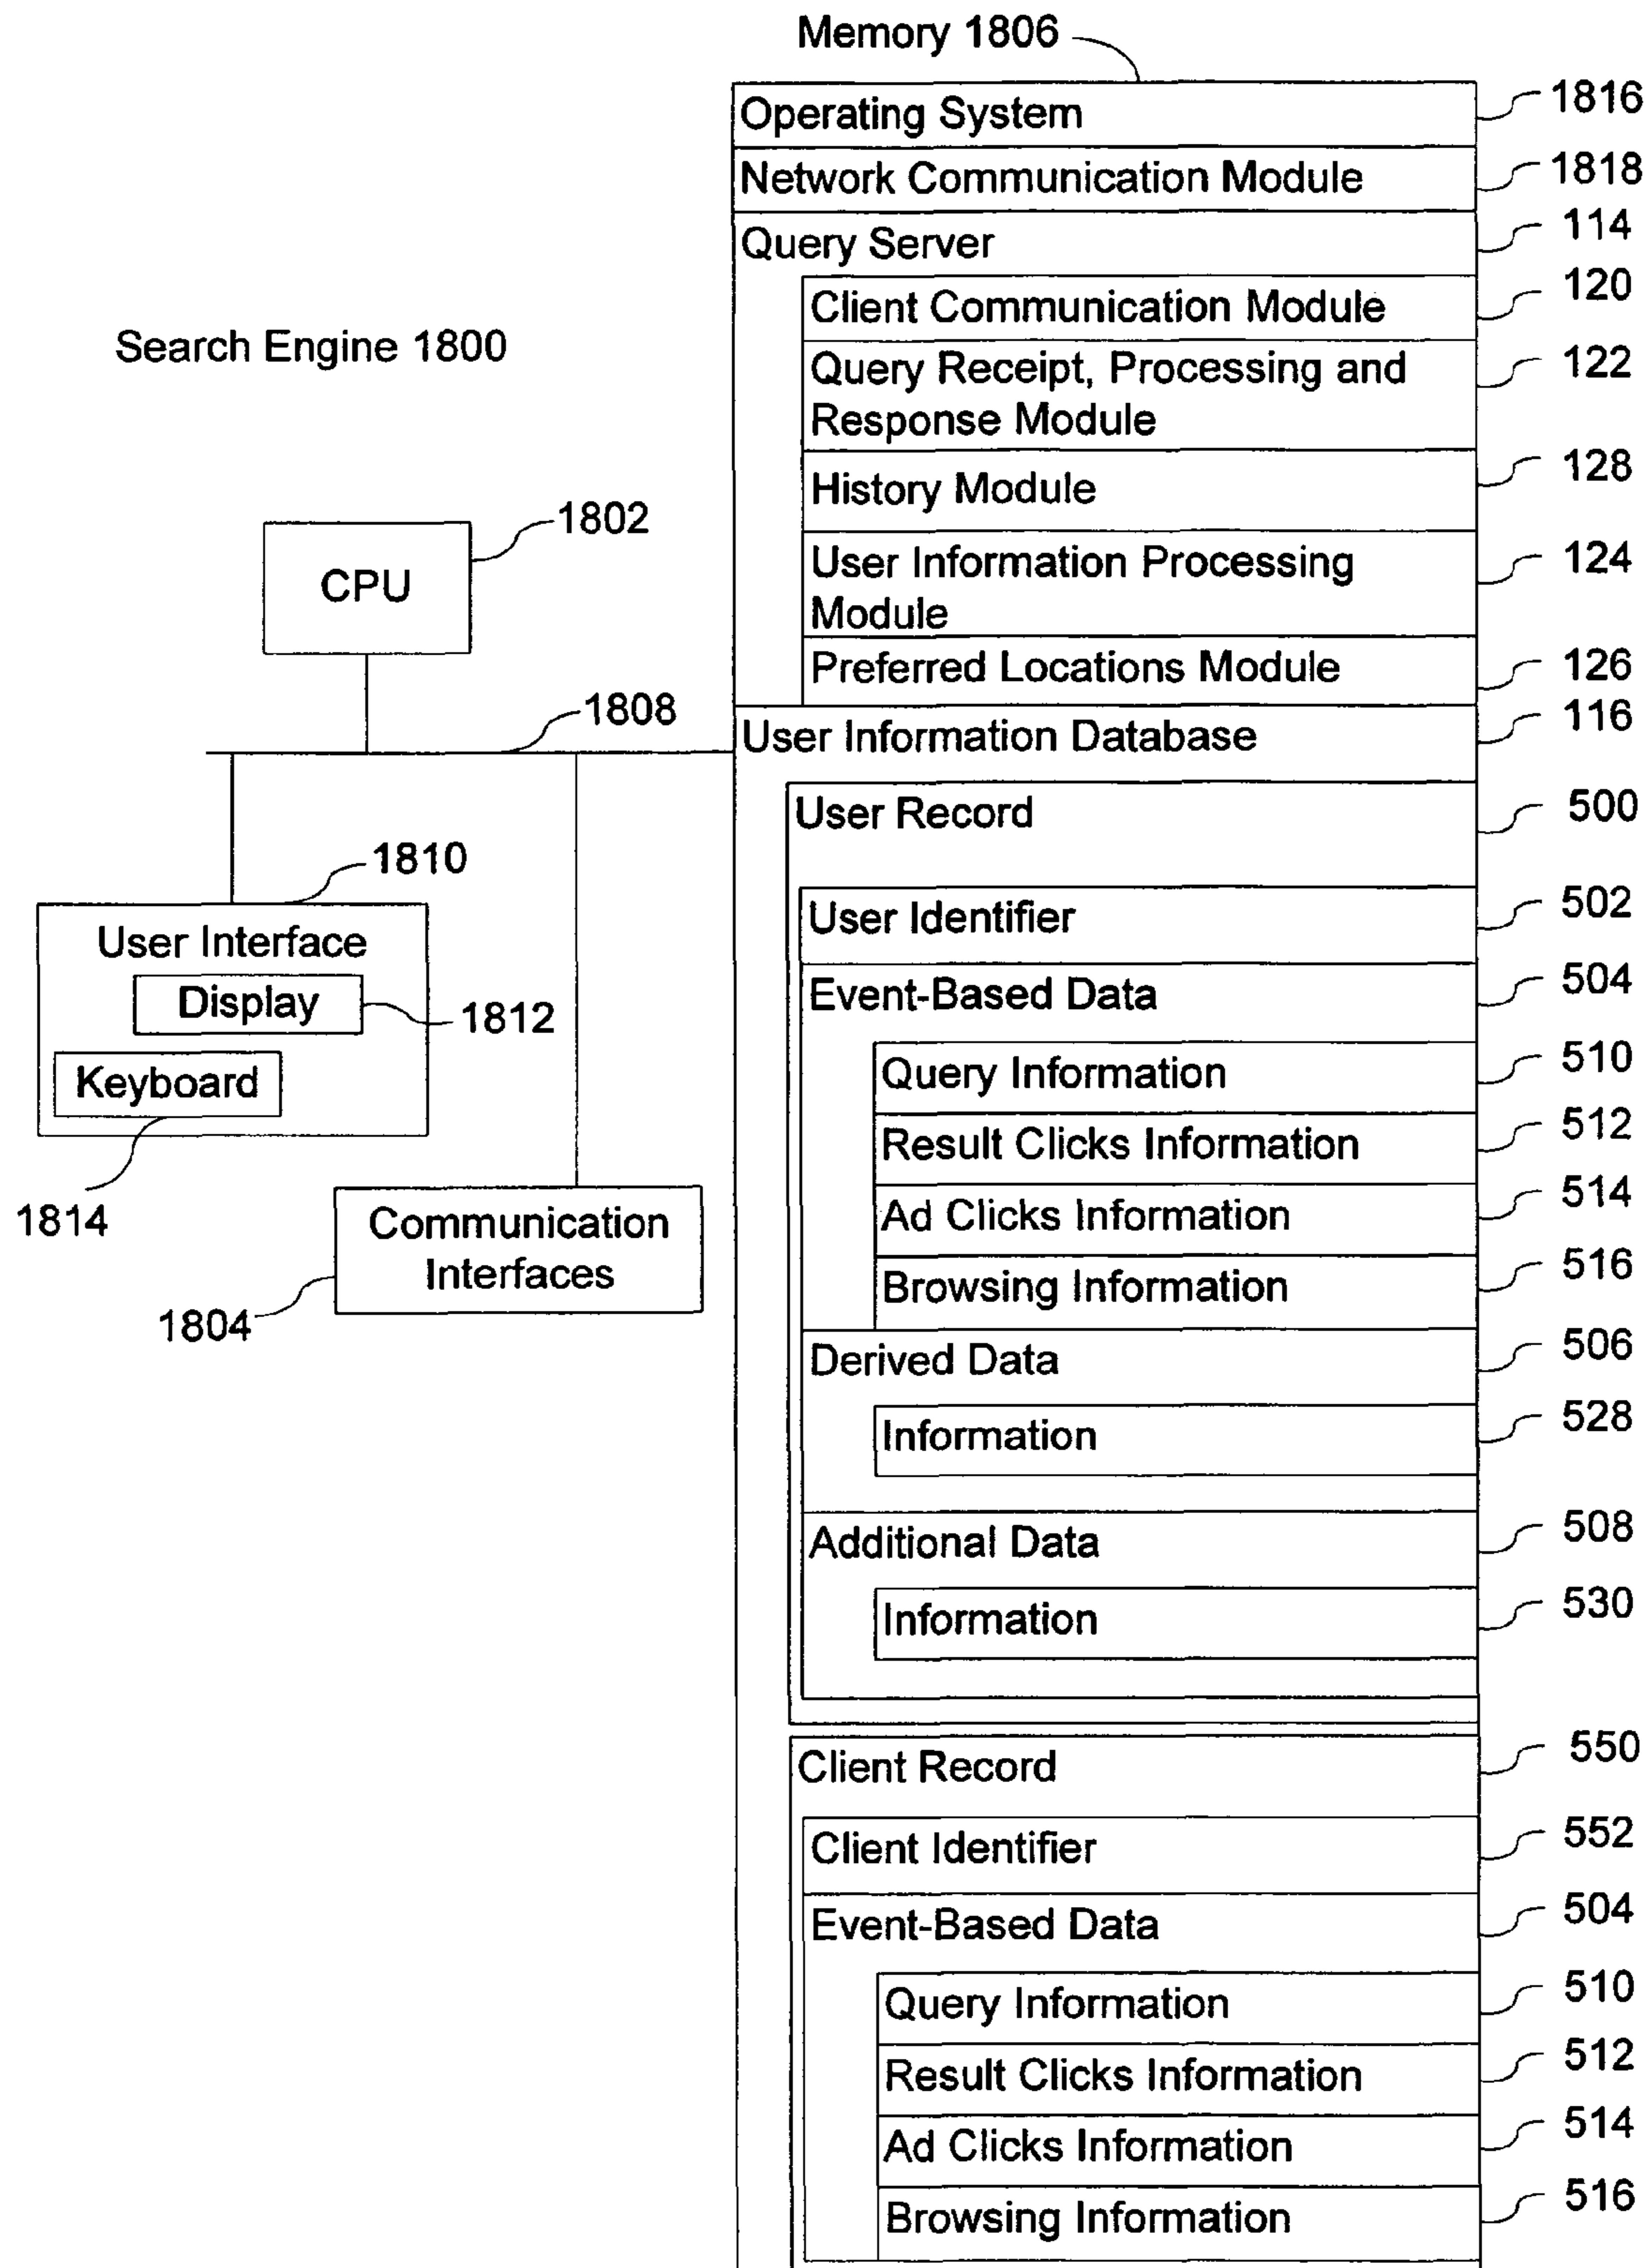 Memory 1806
Operating System 1816
Network Communication Module 1818
Query Server 114
Client Communication Module 120
Query Receipt, Processing and 122
Response Module
History Module 128
User Information Processing 124
Module
Preferred Locations Module 126
User Information Database 116
User Record 500
User Identifier 502
Event-Based Data 504
Query Information 510
Result Clicks Information 512
Ad Clicks Information 514
Browsing Information 516
Derived Data 506
Information 528
Additional Data 508
Information 530
Client Record 550
Client Identifier 552
Event-Based Data 504
Query Information 510
Result Clicks Information 512
Ad Clicks Information 514
Browsing Information 516
Search Engine 1800
CPU
1802
1808
1810
User Interface
Display
1812
Keyboard
1814
Communication
Interfaces
1804